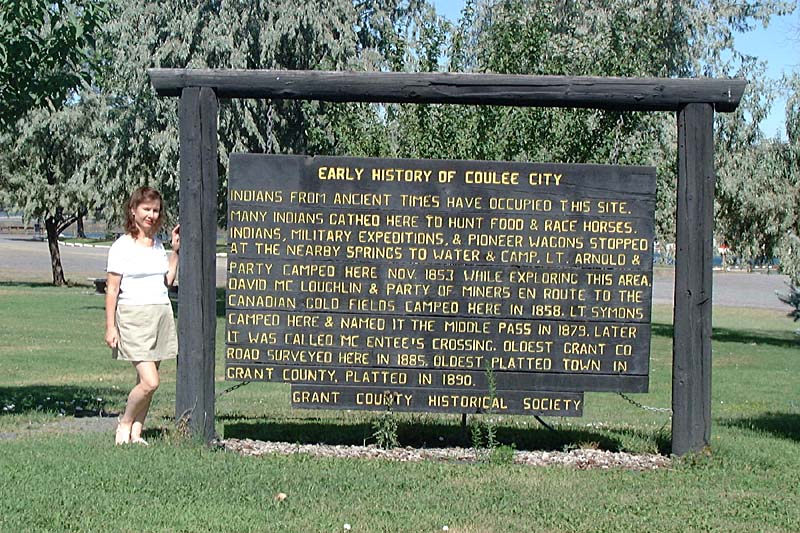 EARLY HISTORY OF COULEE CITY
INDIANS FROM ANCIENT TIMES HAVE OCCUPIED THIS SITE.
MANY INDIANS GATHED HERE TO HUNT FOOD & RACE HORSES.
INDIANS, MILITARY EXPEDITIONS, & PIONEER WAGONS STOPPED
AT THE NEARBY SPRINGS TO WATER & CAMP. LT. ARNOLD &
PARTY CAMPED HERE NOV. 1853 WHILE EXPLORING THIS AREA.
DAVID MC LOUGHLIN & PARTY OF MINERS EN ROUTE TO THE
CANADIAN GOLD FIELDS CAMPED HERE IN 1858. LT SYMONS
CAMPED HERE & NAMED IT THE MIDDLE PASS IN 1879. LATER
IT WAS CALLED MC ENTEE'S CROSSING. OLDEST GRANT CO.
ROAD SURVEYED HERE IN 1885. OLDEST PLATTED TOWN IN
GRANT COUNTY. PLATTED IN 1890.
GRANT COUNTY HISTORICAL SOCIETY